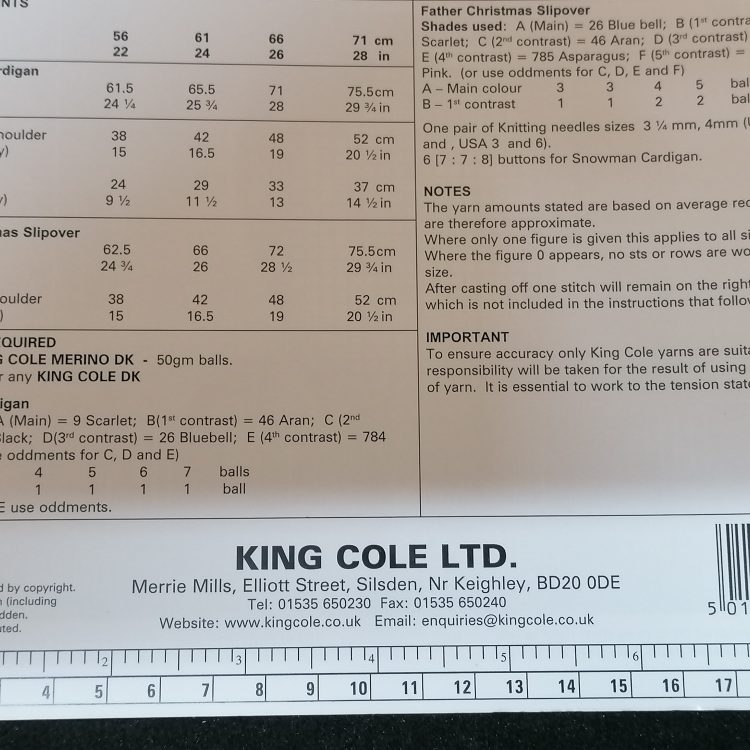 NTS
56 61 66 71 cm
22 24 26 28 in
rdigan
61.5 65.5 71 75.5cm
24 ¼ 25 ¾ 28 29 ¾ in
houlder 38 42 48 52 cm
y) 15 16.5 19 20 ½ in
24 29 33 37 cm
y) 9 ½ 11 ½ 13 14 ½ in
mas Slipover
62.5 66 72 75.5cm
24 ¾ 26 28 ½ 29 ¾ in
oulder 38 42 48 52 cm
) 15 16.5 19 20 ½ in
EQUIRED
G COLE MERINO DK - 50gm balls.
r any KING COLE DK
igan
A (Main) = 9 Scarlet; B(1st contrast) = 46 Aran; C (2nd
lack; D(3rd contrast) = 26 Bluebell; E (4th contrast) = 784
e oddments for C, D and E)
4 5 6 7 balls
1 1 1 1 ball
E use oddments.
Father Christmas Slipover
Shades used: A (Main) = 26 Blue bell; B (1st contra
Scarlet; C (2nd contrast) = 46 Aran; D (3rd contrast)
E (4th contrast) = 785 Asparagus; F (5th contrast) =
Pink. (or use oddments for C, D, E and F)
A – Main colour 3 3 4 5 bal
B – 1st contrast 1 1 2 2 bal
One pair of Knitting needles sizes 3 ¼ mm, 4mm (U
and , USA 3 and 6).
6 [7 : 7 : 8] buttons for Snowman Cardigan.
NOTES
The yarn amounts stated are based on average rec
are therefore approximate.
Where only one figure is given this applies to all si
Where the figure 0 appears, no sts or rows are wo
size.
After casting off one stitch will remain on the right
which is not included in the instructions that follow
IMPORTANT
To ensure accuracy only King Cole yarns are suita
responsibility will be taken for the result of using
of yarn. It is essential to work to the tension state
KING COLE LTD.
Merrie Mills, Elliott Street, Silsden, Nr Keighley, BD20 0DE
Tel: 01535 650230 Fax: 01535 650240
Website: www.kingcole.co.uk Email: enquiries@kingcole.co.uk
d by copyright.
n (including
dden.
uted.
5 01
2 3 4 5 6
4 5 6 7 8 9 10 11 12 13 14 15 16 17